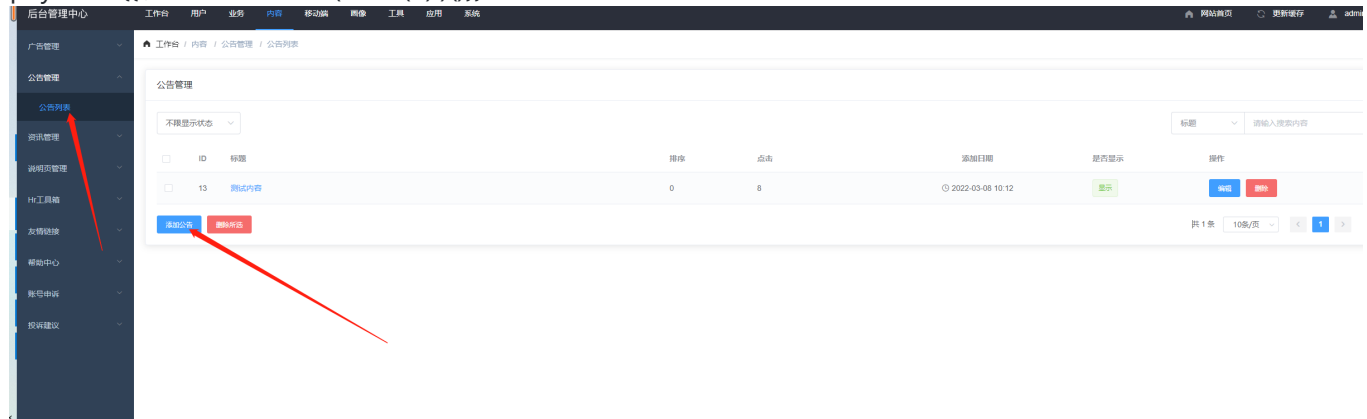 后台管理中心 工作台 用户 业务 内容 移动端 画像 工具 应用 系统 网站首页 更新缓存 admin
广告管理
工作台 / 内容 / 公告管理 / 公告列表
公告管理
公告管理
公告列表
不限显示状态 标题 请输入搜索内容
资讯管理
ID 标题 排序 点击 添加日期 是否显示 操作
说明页管理
13 测试内容 0 8 2022-03-08 10:12 显示 编辑 删除
Hr工具箱
添加公告 删除所选 共 1 条 10条/页 < 1 >
友情链接
帮助中心
账号申诉
投诉建议